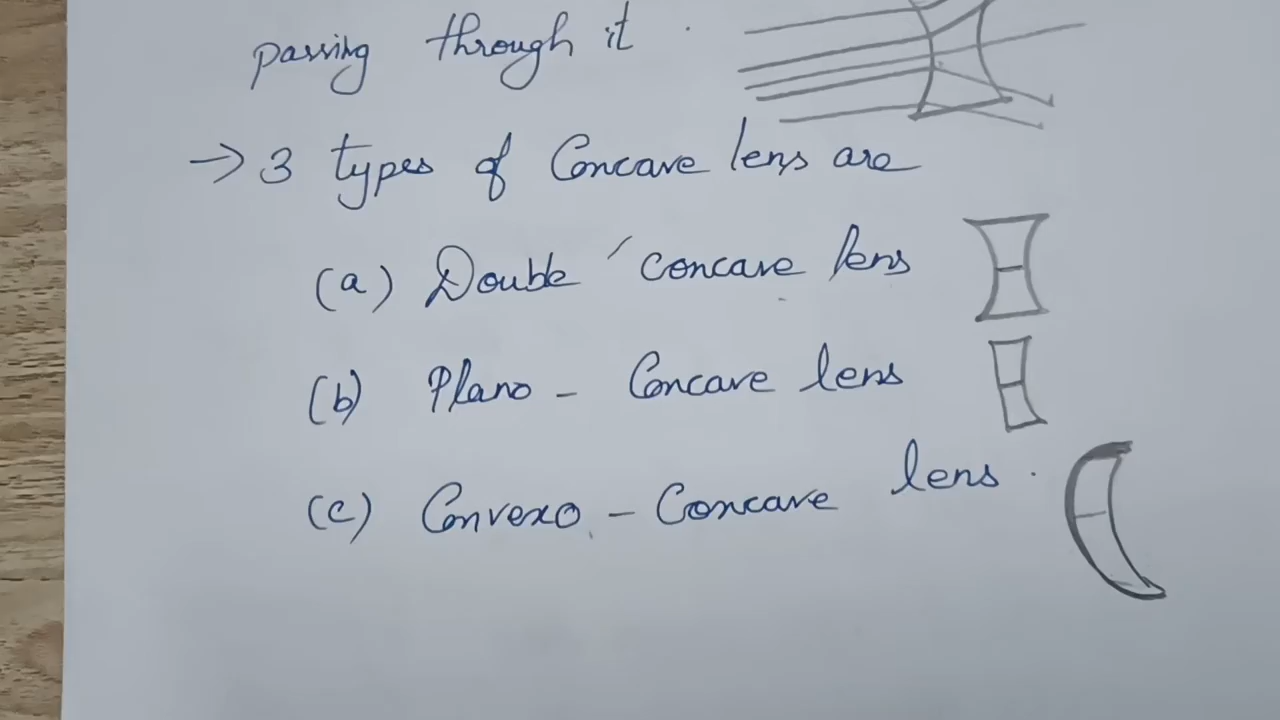 passing through it .
→ 3 types of Concave lens are
(a) Double concave lens
(b) Plano - Concave lens
(c) Convexo - Concave lens .